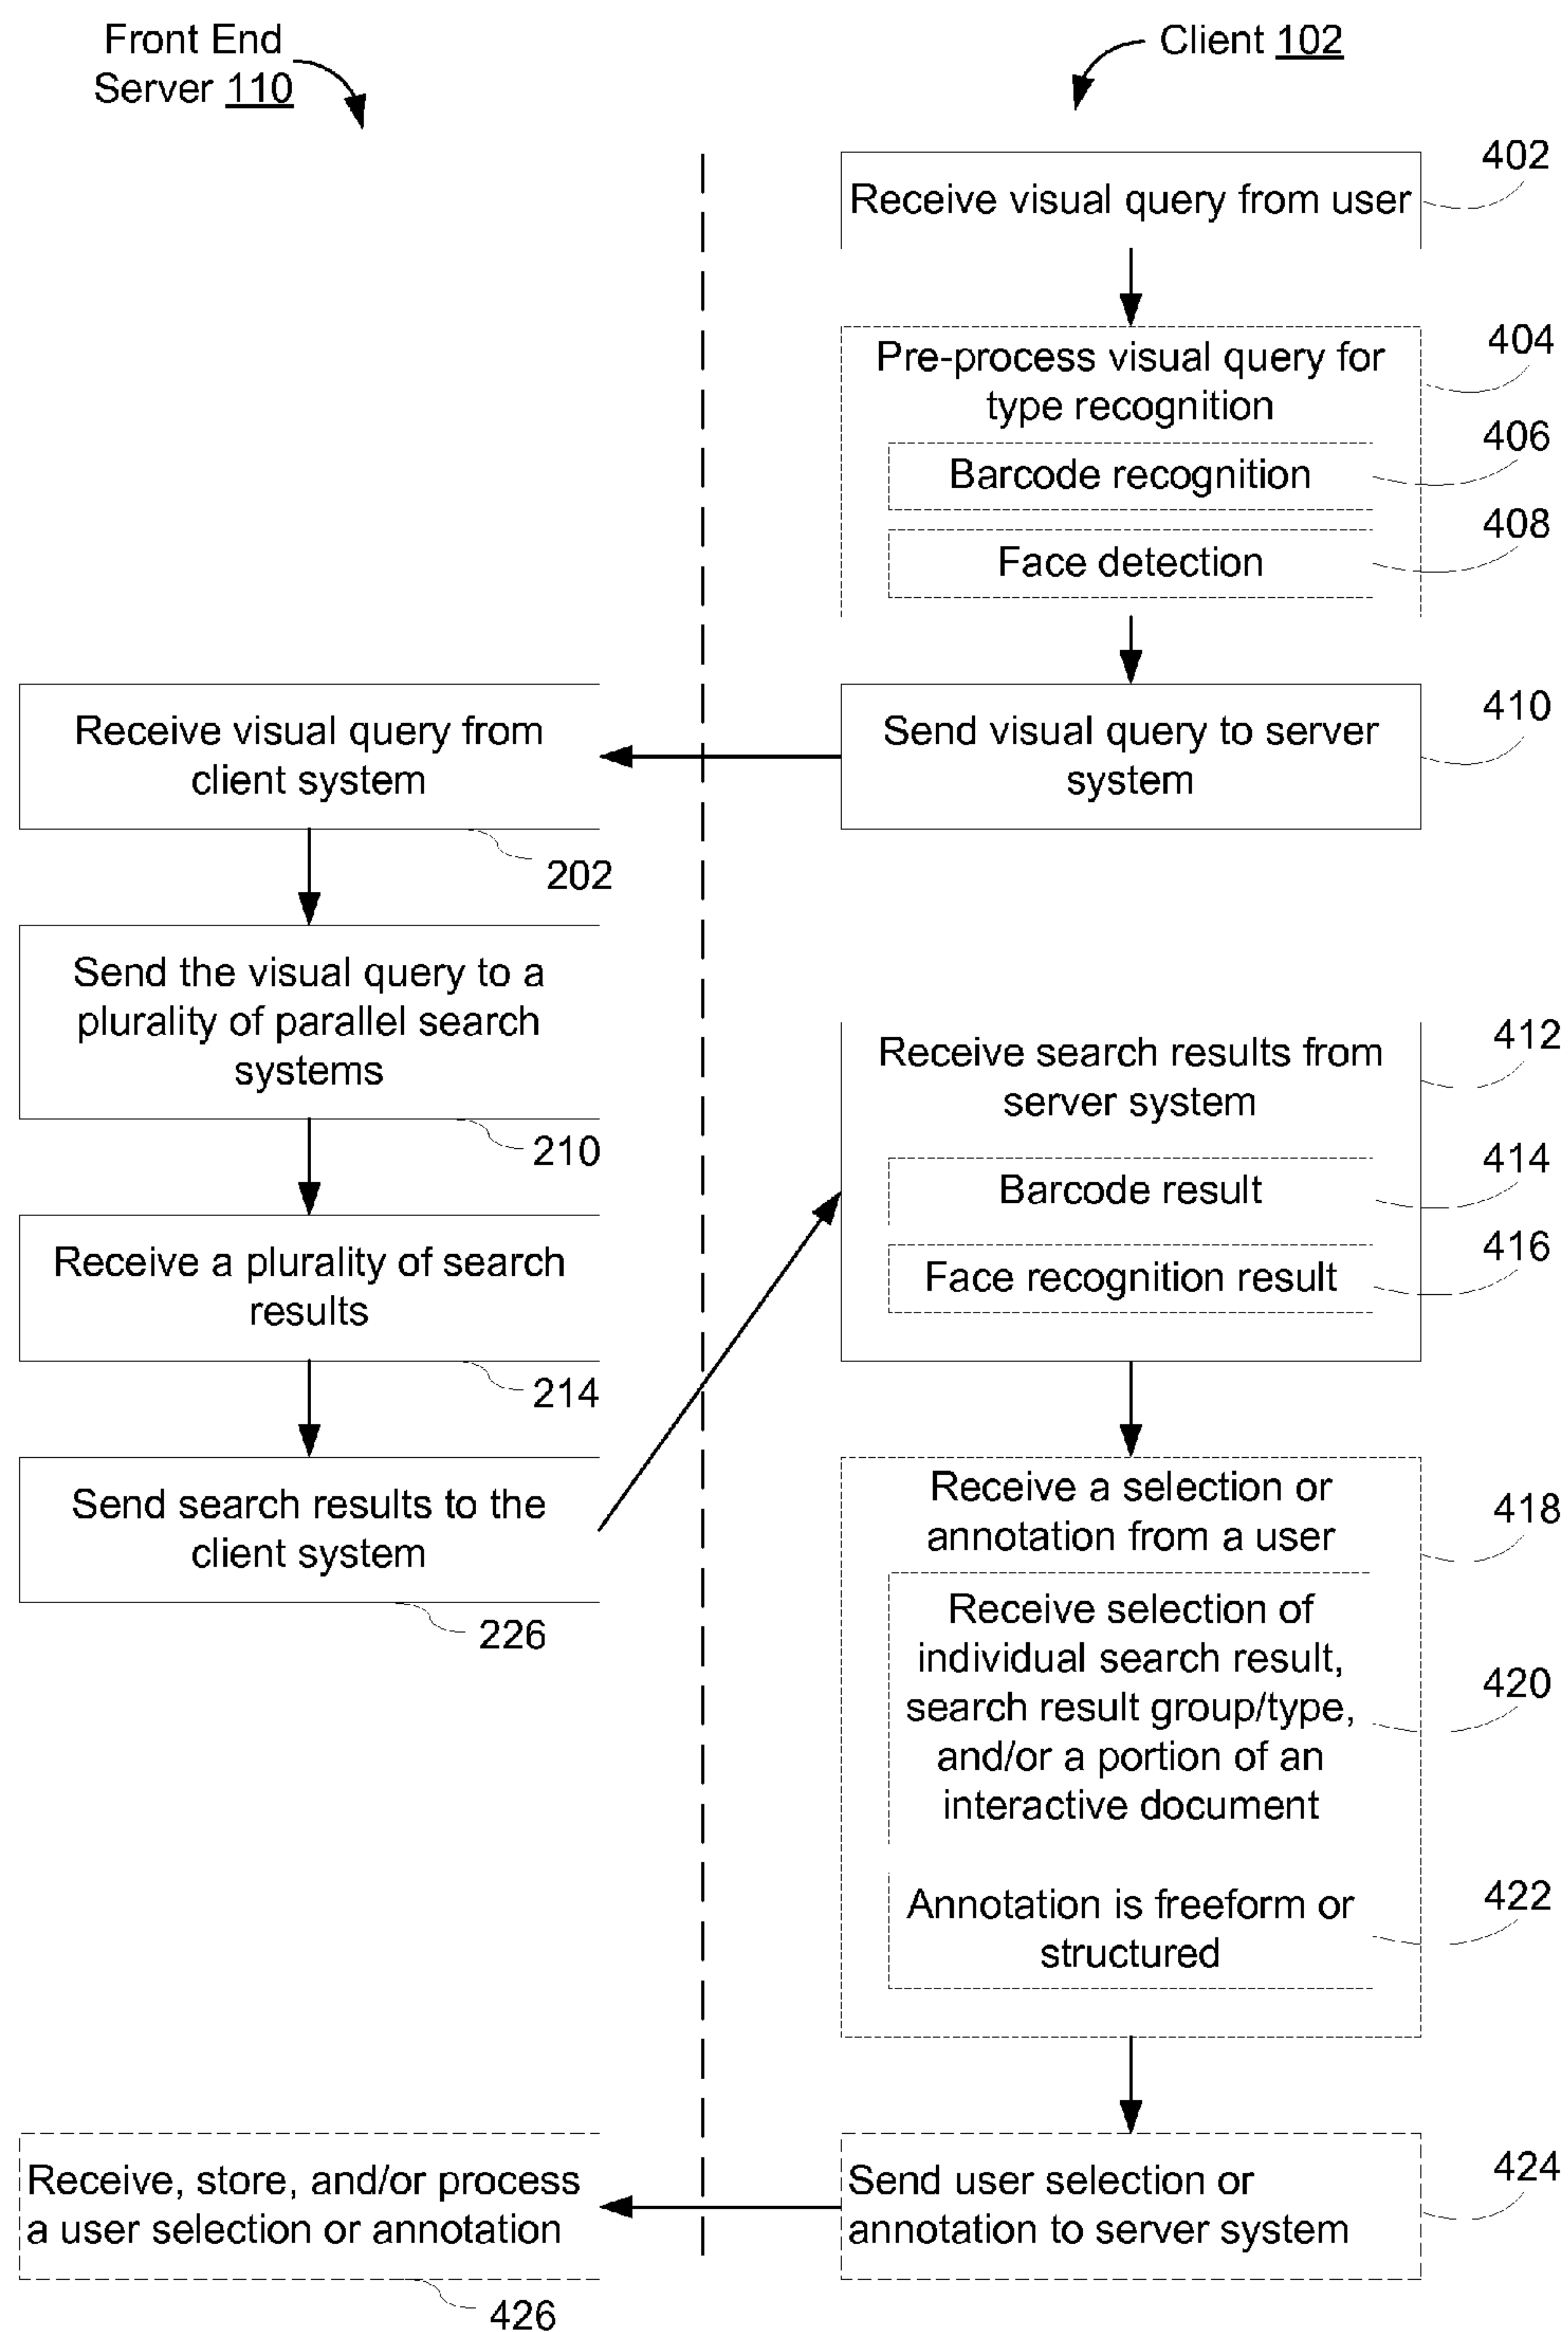 Front End
Server 110
Client 102
402
Receive visual query from user
404
Pre-process visual query for
type recognition
406
Barcode recognition
408
Face detection
410
Send visual query to server
system
Receive visual query from
client system
202
Send the visual query to a
plurality of parallel search
systems
210
Receive a plurality of search
results
214
Send search results to the
client system
226
412
Receive search results from
server system
414
Barcode result
416
Face recognition result
418
Receive a selection or
annotation from a user
420
Receive selection of
individual search result,
search result group/type,
and/or a portion of an
interactive document
422
Annotation is freeform or
structured
424
Send user selection or
annotation to server system
Receive, store, and/or process
a user selection or annotation
426